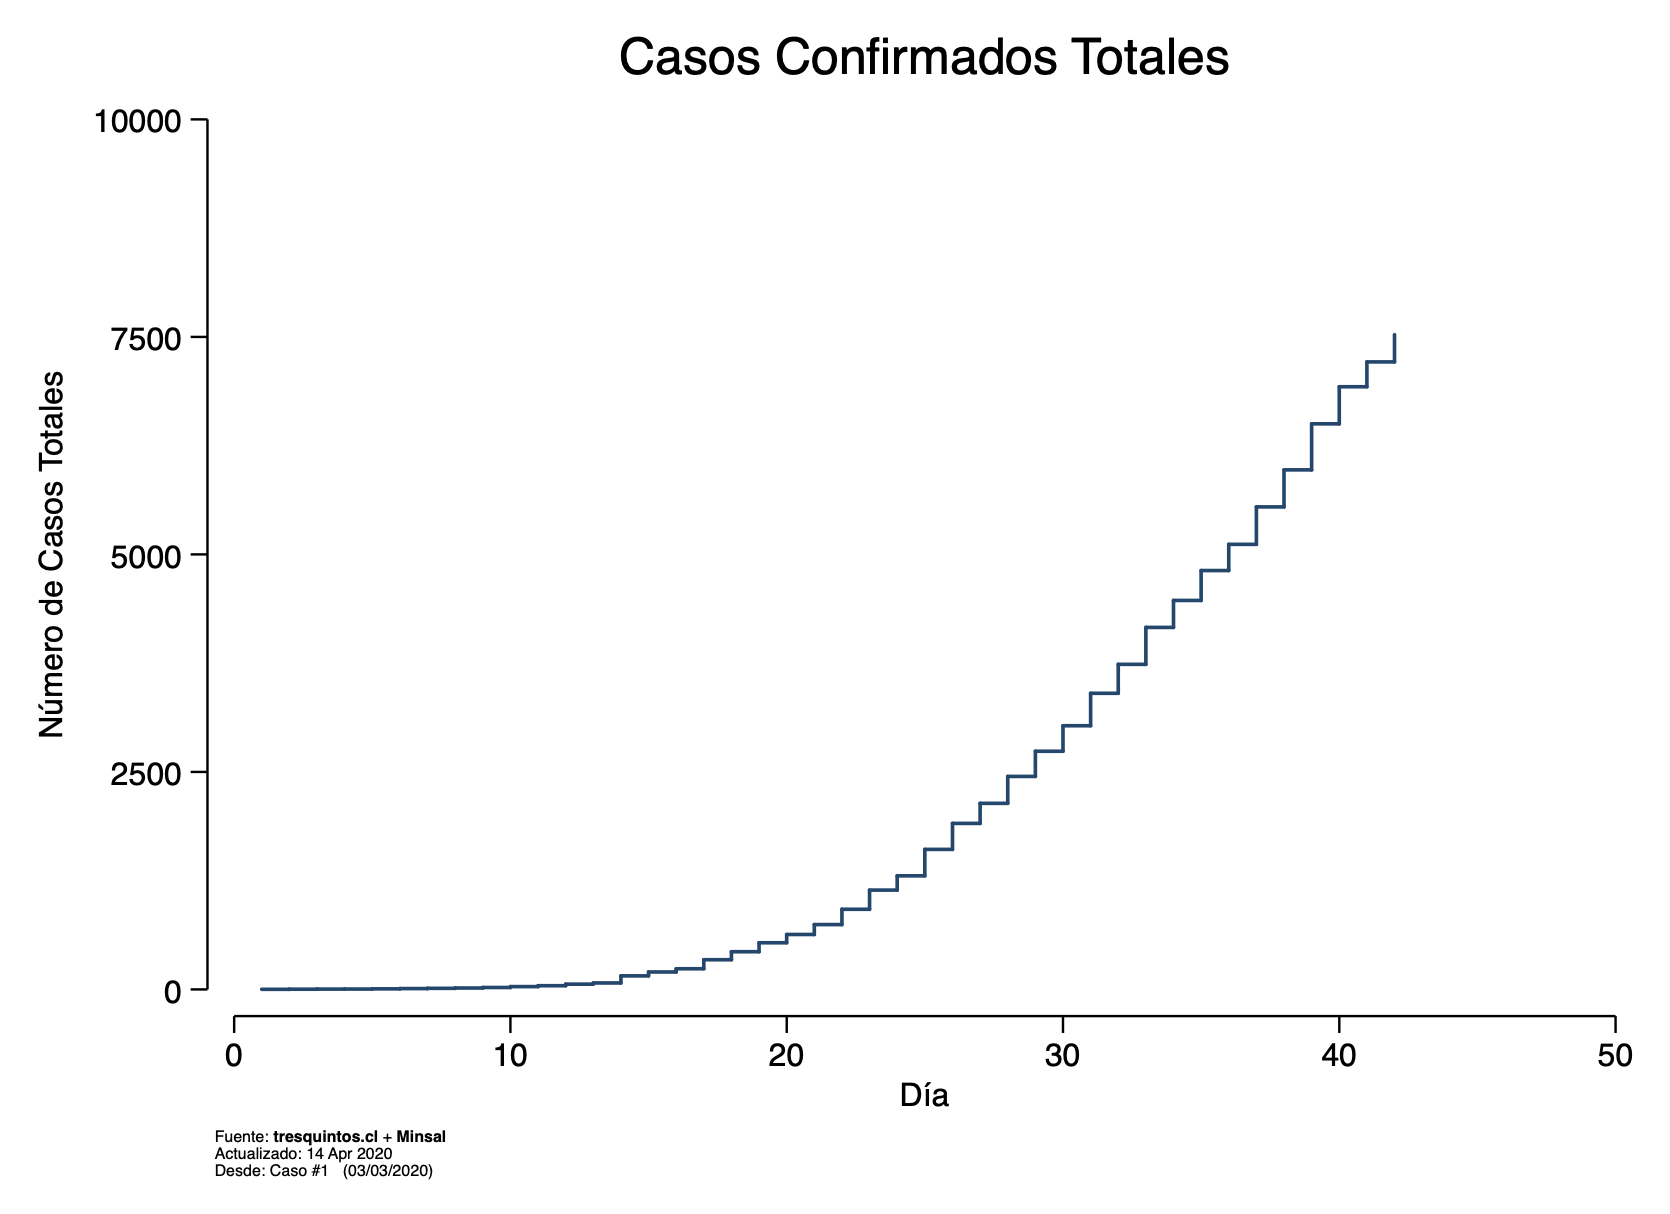 Casos Confirmados Totales
10000
7500
5000
2500
0
Número de Casos Totales
0 10 20 30 40 50
Día
Fuente: tresquintos.cl + Minsal
Actualizado: 14 Apr 2020
Desde: Caso #1 (03/03/2020)